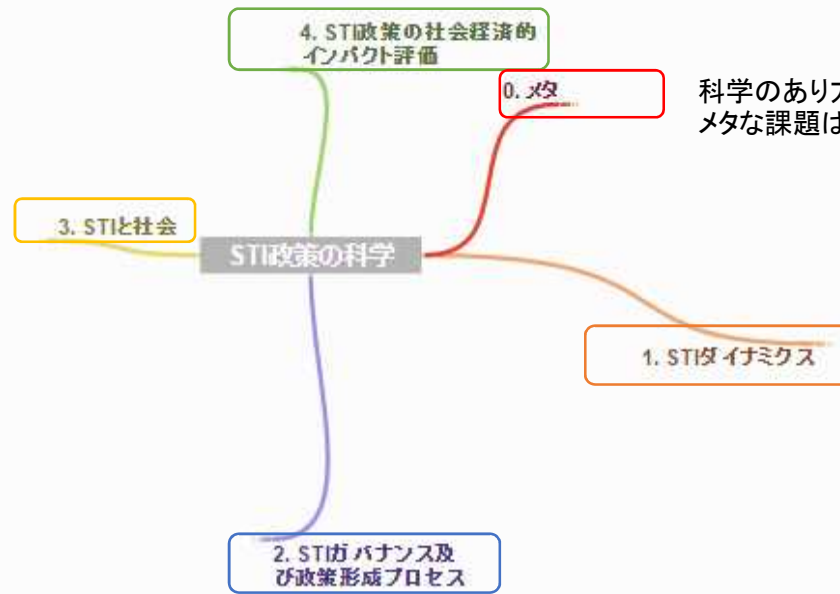 4. STI政策の社会経済的
インパクト評価
0. メタ
科学のあり
メタな課題は
3. STIと社会
STI政策の科学
1. STIダイナミクス
2. STIガバナンス及
び政策形成プロセス